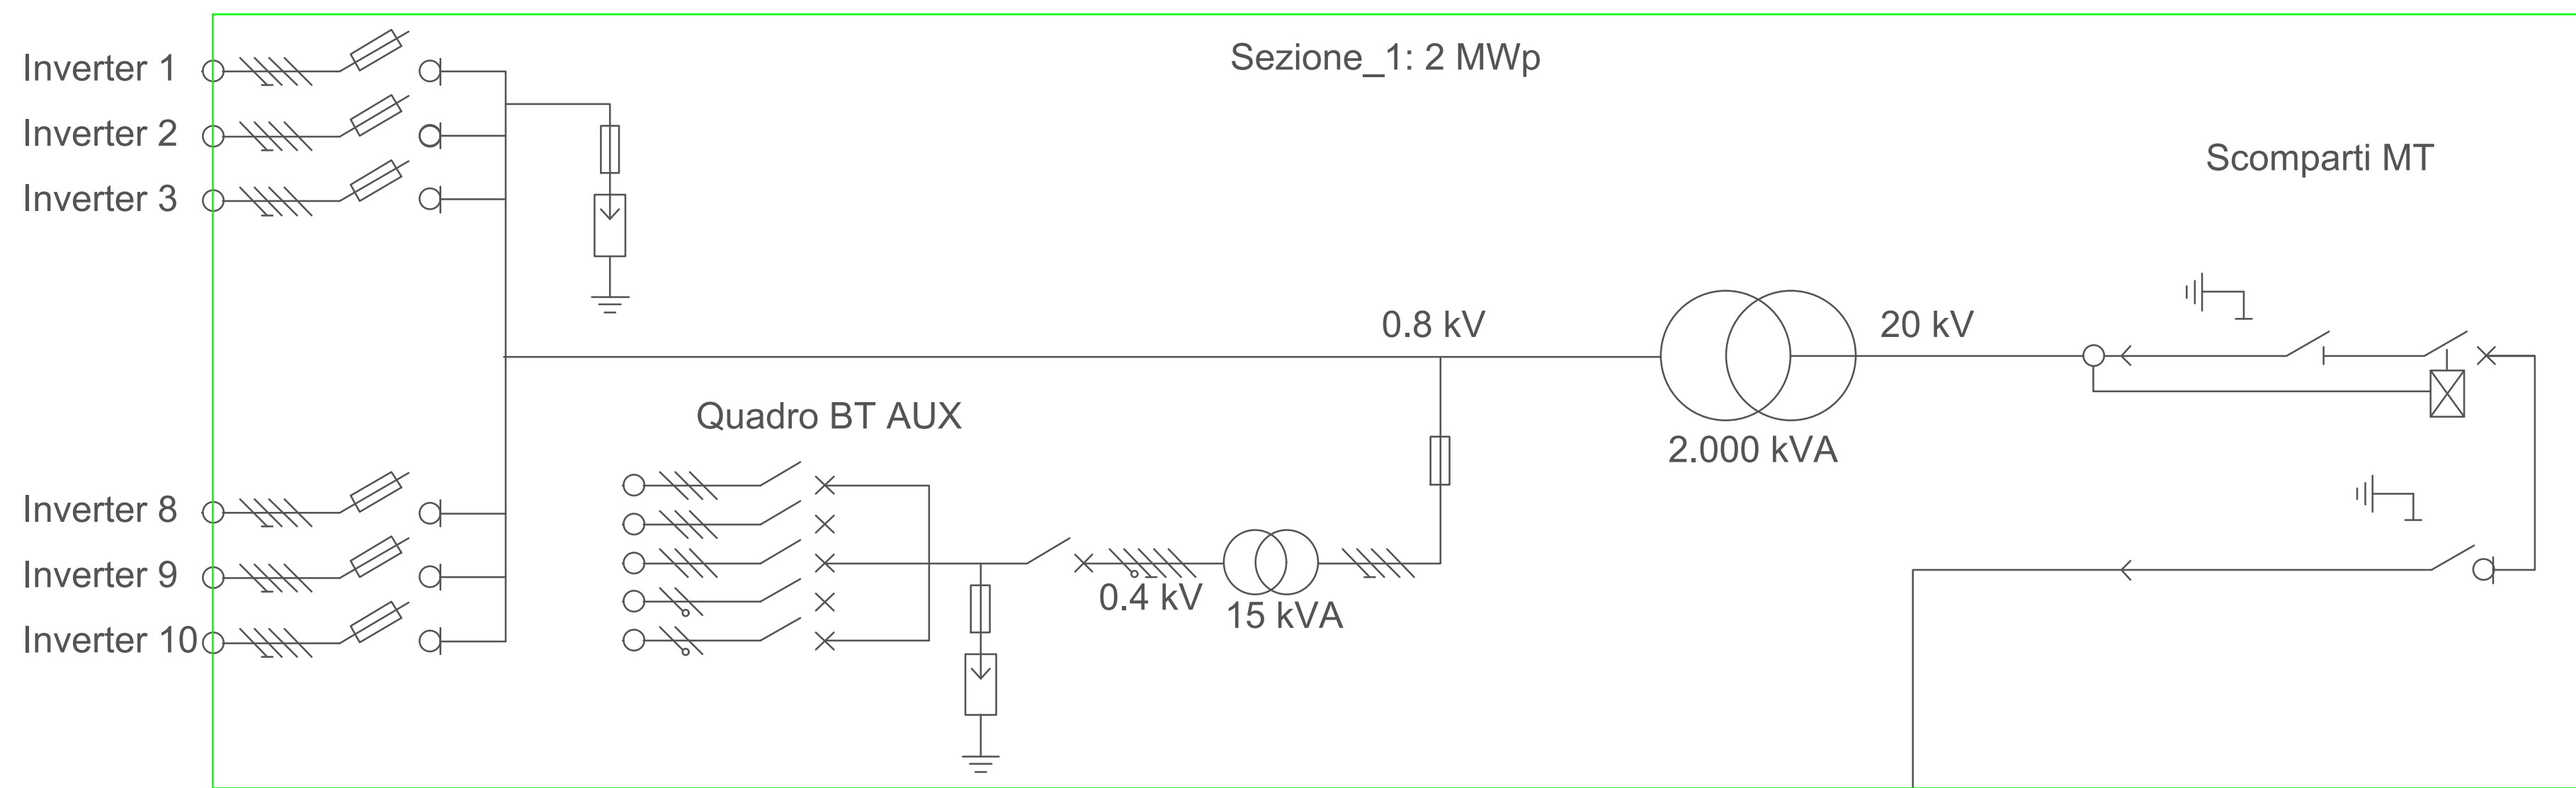 Sezione_1: 2 MWp
Inverter 1
Inverter 2
Inverter 3
Scomparti MT
0.8 kV
20 kV
Quadro BT AUX
2.000 kVA
Inverter 8
Inverter 9
0.4 kV
15 kVA
Inverter 10